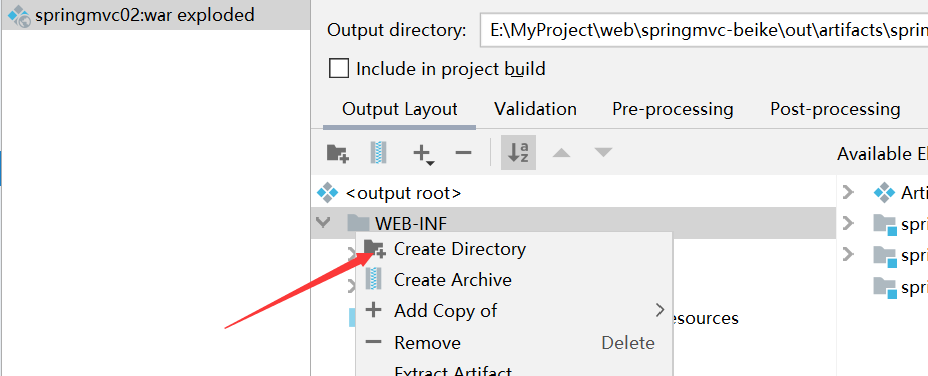 springmvc02:war exploded
Output directory: E:\MyProject\web\springmvc-beike\out\artifacts\sprin
Include in project build
Output Layout Validation Pre-processing Post-processing
Available El
<output root>
WEB-INF
Create Directory
Create Archive
Add Copy of
Remove Delete
Extract Artifact
esources
Arti
spri
spri
spri